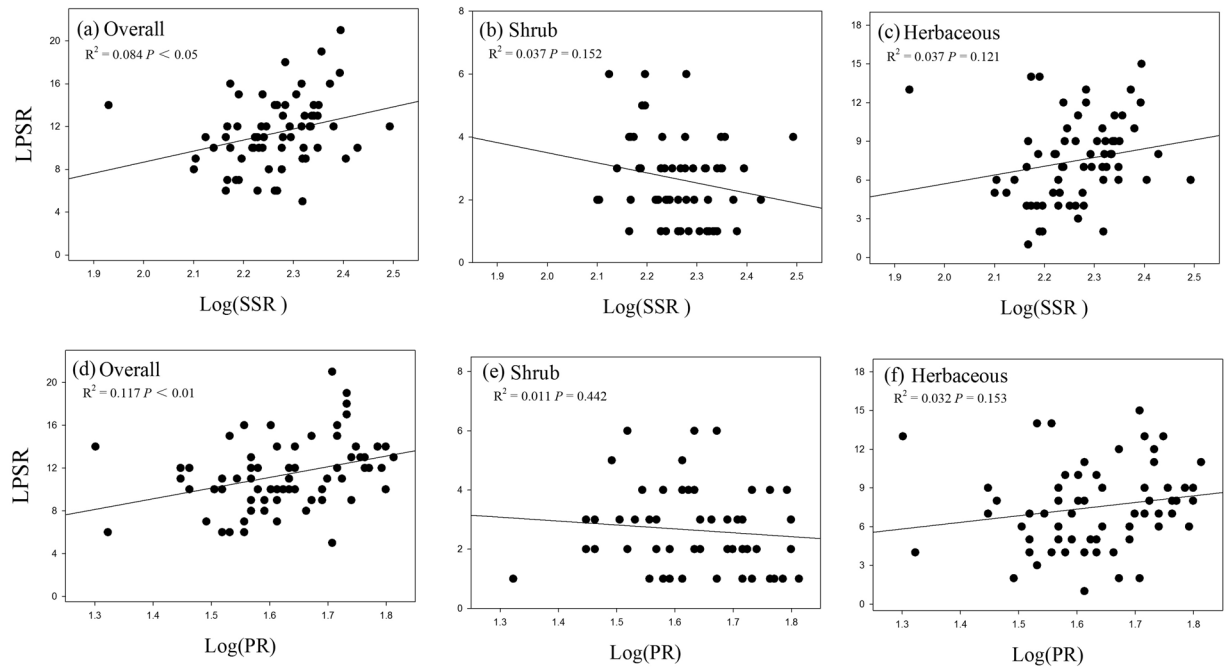 (a) Overall
R² = 0.084 P < 0.05
20
16
12
8
4
0
LPSR
1.9 2.0 2.1 2.2 2.3 2.4 2.5
Log(SSR )
(b) Shrub
R² = 0.037 P = 0.152
8
6
4
2
0
1.9 2.0 2.1 2.2 2.3 2.4 2.5
Log(SSR )
(c) Herbaceous
R² = 0.037 P = 0.121
18
15
12
9
6
3
0
1.9 2.0 2.1 2.2 2.3 2.4 2.5
Log(SSR )
(d) Overall
R² = 0.117 P < 0.01
20
16
12
8
4
0
LPSR
1.3 1.4 1.5 1.6 1.7 1.8
Log(PR)
(e) Shrub
R² = 0.011 P = 0.442
8
6
4
2
0
1.3 1.4 1.5 1.6 1.7 1.8
Log(PR)
(f) Herbaceous
R² = 0.032 P = 0.153
18
15
12
9
6
3
0
1.3 1.4 1.5 1.6 1.7 1.8
Log(PR)